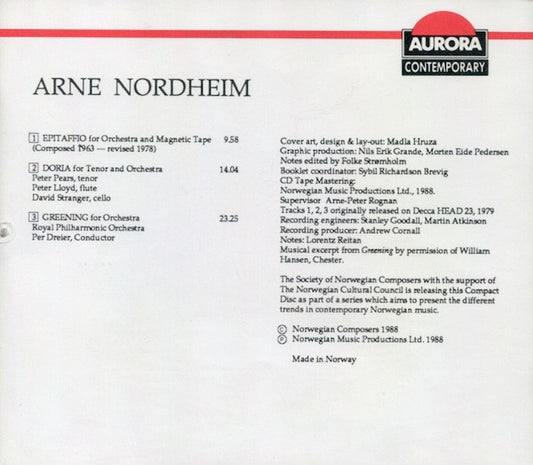 AURORA
CONTEMPORARY
ARNE NORDHEIM
1 EPITAFFIO for Orchestra and Magnetic Tape 9.58
(Composed 1963 — revised 1978)
2 DORIA for Tenor and Orchestra 14.04
Peter Pears, tenor
Peter Lloyd, flute
David Stranger, cello
3 GREENING for Orchestra 23.25
Royal Philharmonic Orchestra
Per Dreier, Conductor
Cover art, design & lay-out: Madla Hruza
Graphic production: Nils Erik Grande, Morten Eide Pedersen
Notes edited by Folke Strømholm
Booklet coordinator: Sybil Richardson Brevig
CD Tape Mastering:
Norwegian Music Productions Ltd., 1988.
Supervisor Arne-Peter Rognan
Tracks 1, 2, 3 originally released on Decca HEAD 23, 1979
Recording engineers: Stanley Goodall, Martin Atkinson
Recording producer: Andrew Cornall
Notes: Lorentz Reitan
Musical excerpt from Greening by permission of William
Hansen, Chester.
The Society of Norwegian Composers with the support of
The Norwegian Cultural Council is releasing this Compact
Disc as part of a series which aims to present the different
trends in contemporary Norwegian music.
© Norwegian Composers 1988
℗ Norwegian Music Productions Ltd. 1988
Made in Norway